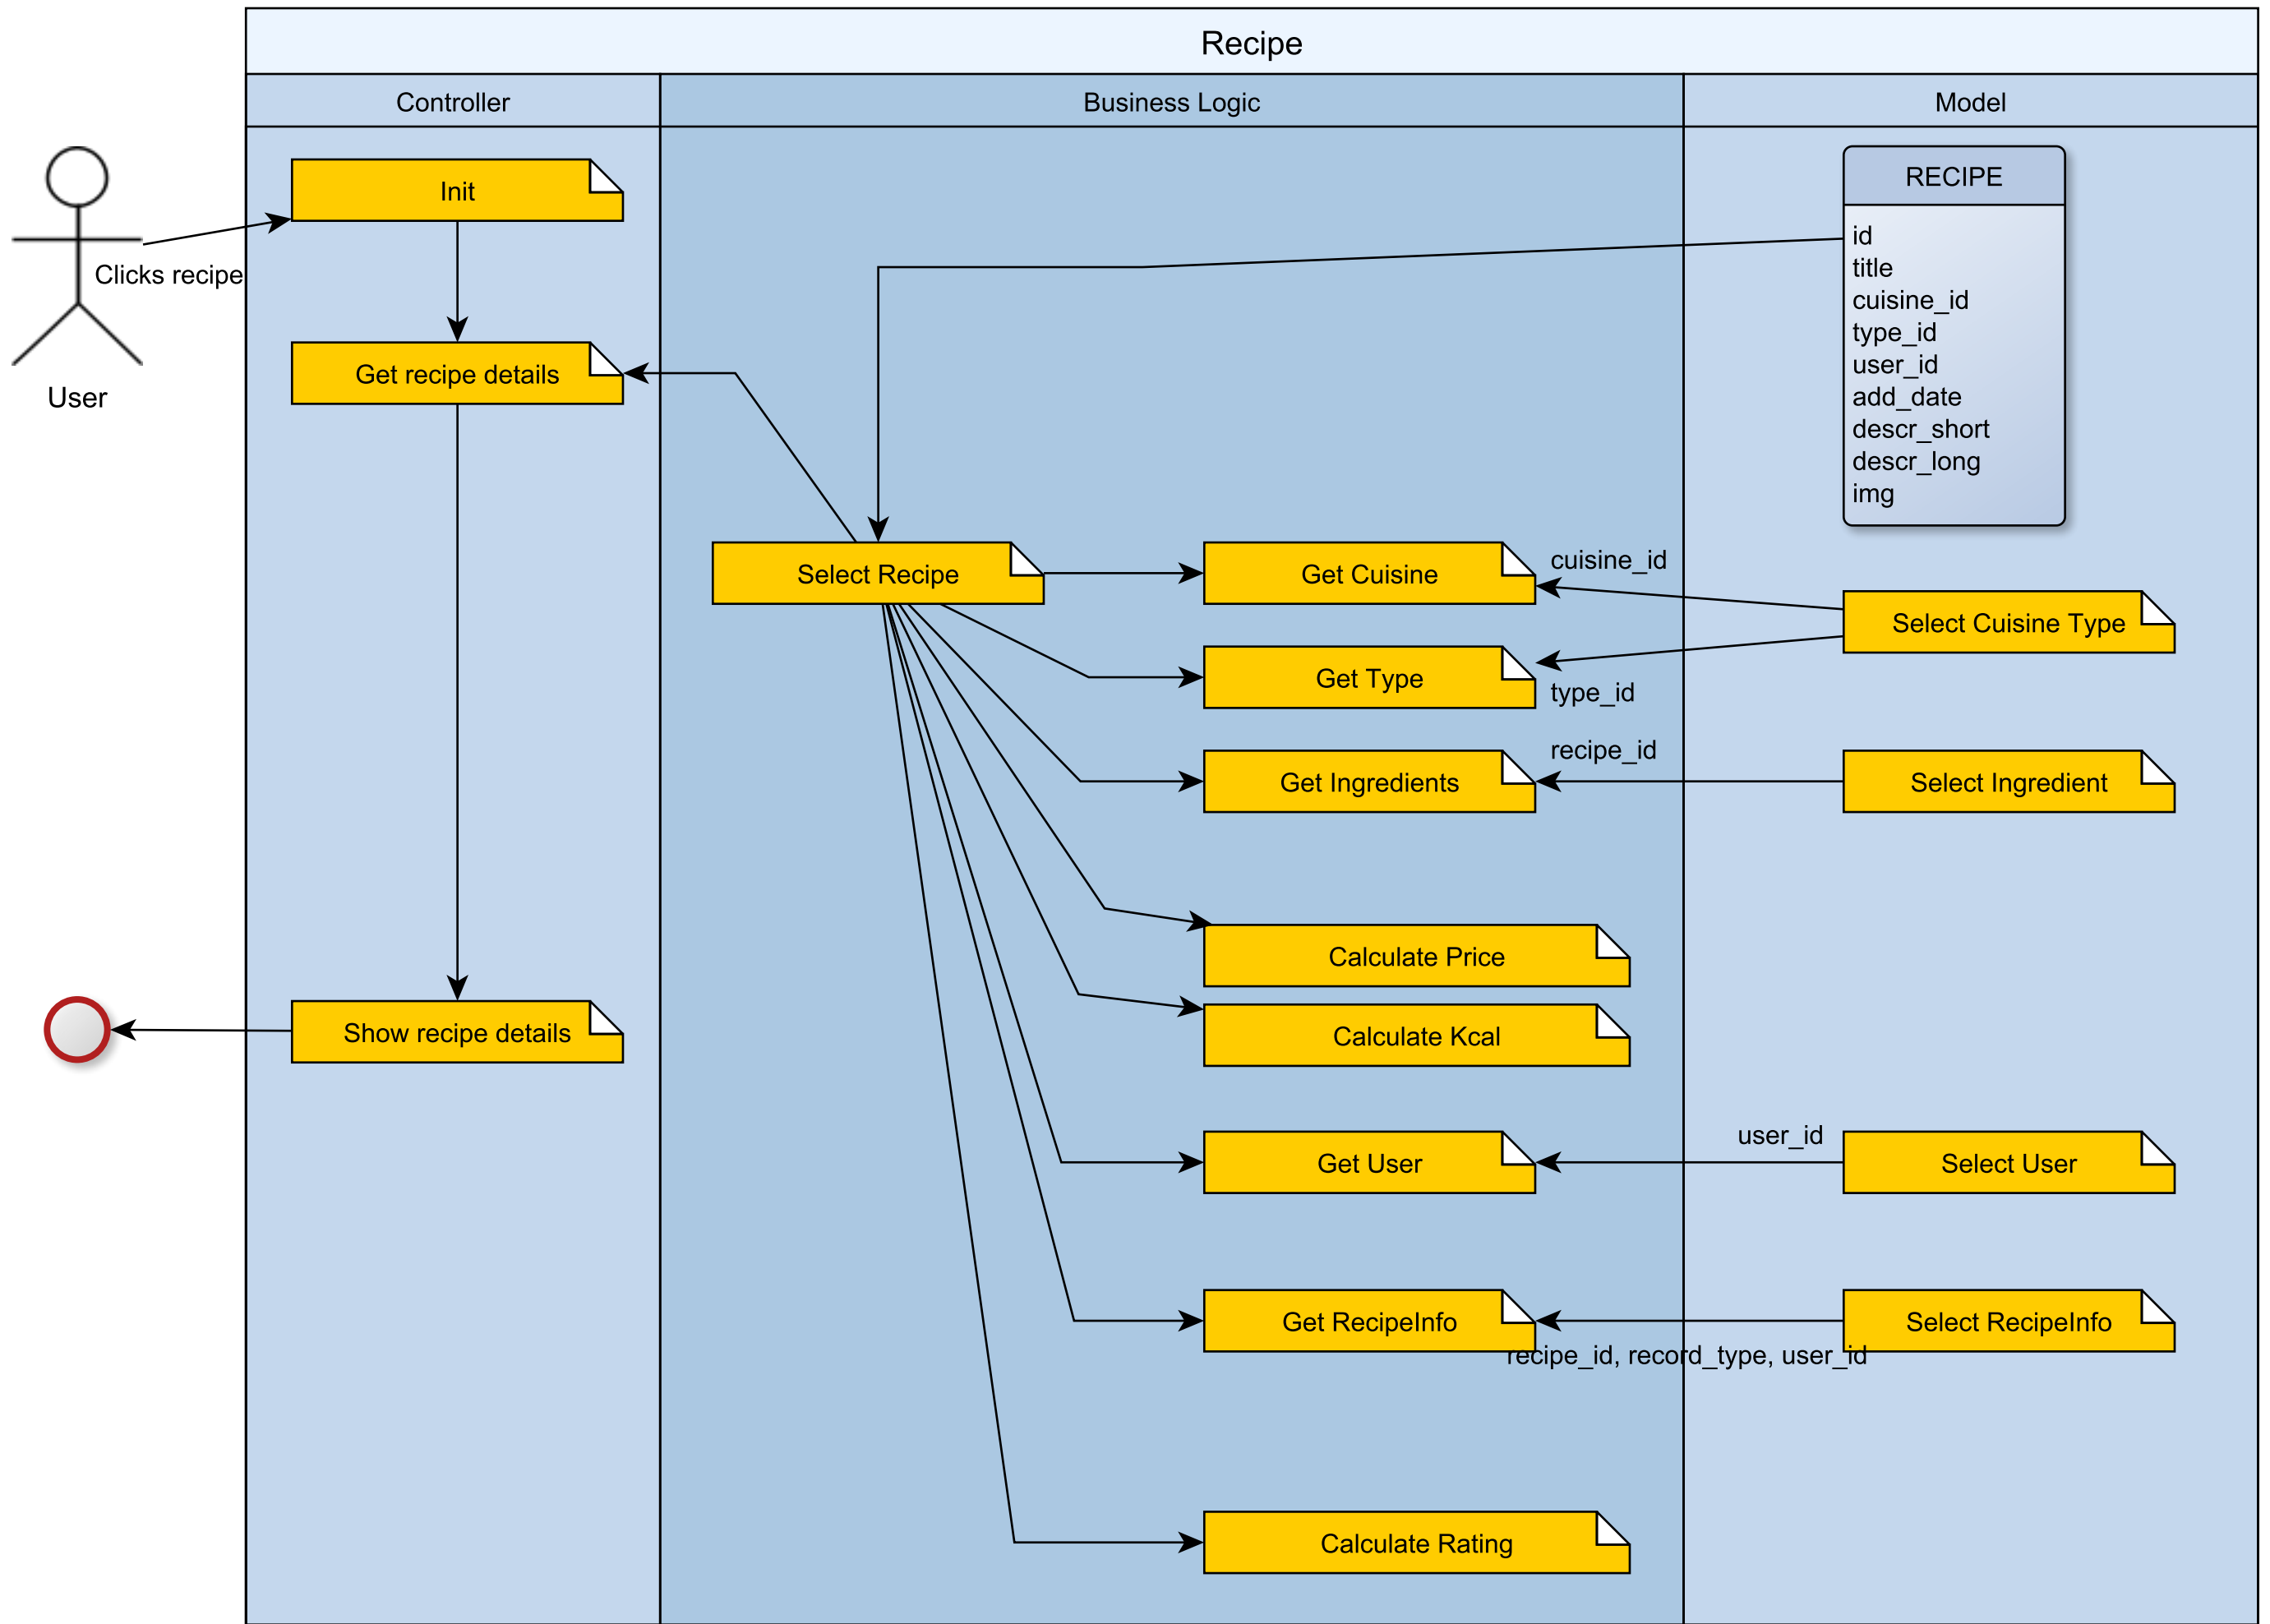 Recipe
Controller
Business Logic
Model
Init
Clicks recipe
User
Get recipe details
RECIPE
id
title
cuisine_id
type_id
user_id
add_date
descr_short
descr_long
img
Select Recipe
Get Cuisine
cuisine_id
Select Cuisine Type
Get Type
type_id
recipe_id
Get Ingredients
Select Ingredient
Calculate Price
Show recipe details
Calculate Kcal
user_id
Get User
Select User
Get RecipeInfo
Select RecipeInfo
recipe_id, record_type, user_id
Calculate Rating